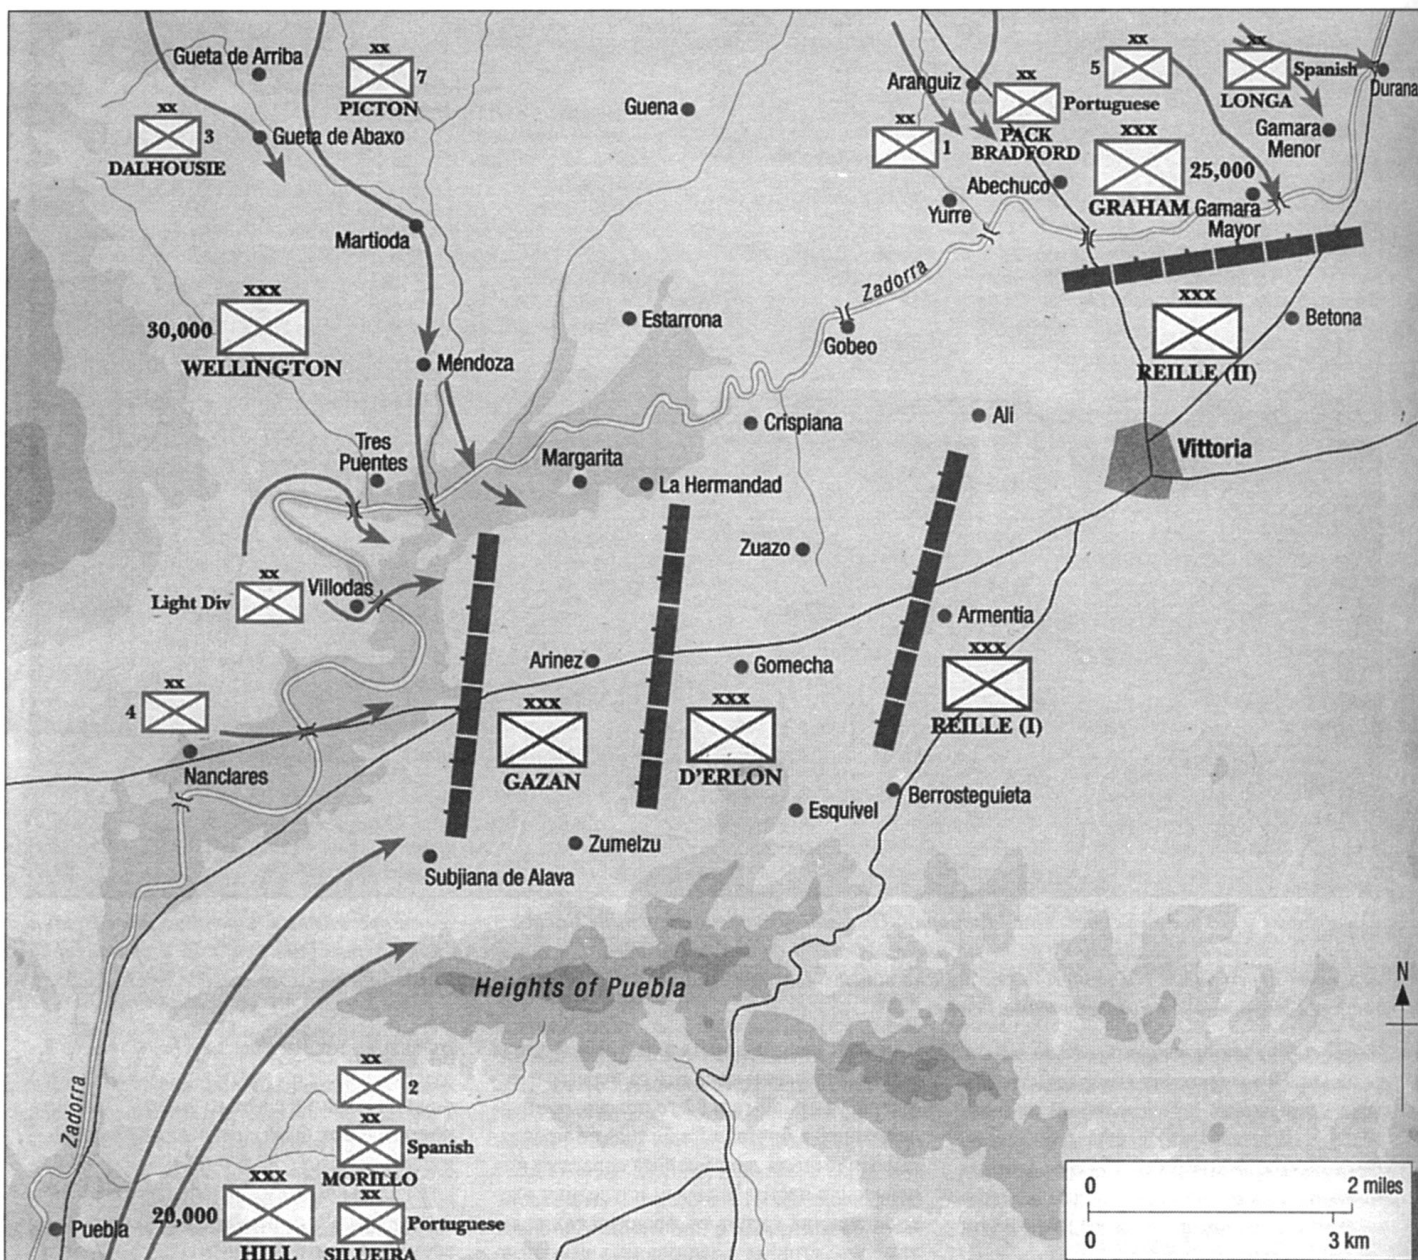 Gueta de Arriba
xx
7
PICTON
xx
3
DALHOUSIE
Gueta de Abaxo
Guena
Aranguiz
xx
1
xx
Portuguese
PACK
BRADFORD
xx
5
xx
Spanish
LONGA
Durana
Gamara
Menor
xxx
25,000
GRAHAM
Abechuco
Yurre
Gamara
Mayor
Martioda
Zadorra
xxx
30,000
WELLINGTON
Estarrona
Gobeo
xxx
REILLE (II)
Betona
Mendoza
Crispiana
Ali
Vittoria
Tres
Puentes
Margarita
La Hermandad
Zuazo
xx
Light Div
Villodas
Armentia
Arinez
Gomecha
xxx
REILLE (I)
xx
4
Nanclares
xxx
GAZAN
xxx
D'ERLON
Esquivel
Berrosteguieta
Zumelzu
Subjiana de Alava
Heights of Puebla
N
Zadorra
xx
2
xx
Spanish
MORILLO
xxx
20,000
HILL
xx
Portuguese
SILUEIRA
Puebla
0 2 miles
0 3 km